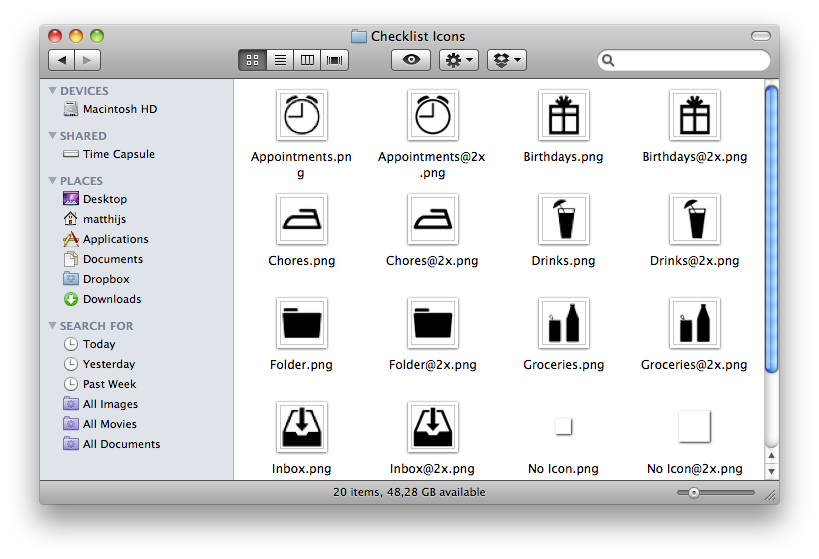 Checklist Icons
DEVICES
Macintosh HD
SHARED
Time Capsule
PLACES
Desktop
matthijs
Applications
Documents
Dropbox
Downloads
SEARCH FOR
Today
Yesterday
Past Week
All Images
All Movies
All Documents
Appointments.pn
g
Appointments@2x
.png
Birthdays.png
Birthdays@2x.png
Chores.png
Chores@2x.png
Drinks.png
Drinks@2x.png
Folder.png
Folder@2x.png
Groceries.png
Groceries@2x.png
Inbox.png
Inbox@2x.png
No Icon.png
No Icon@2x.png
20 items, 48,28 GB available